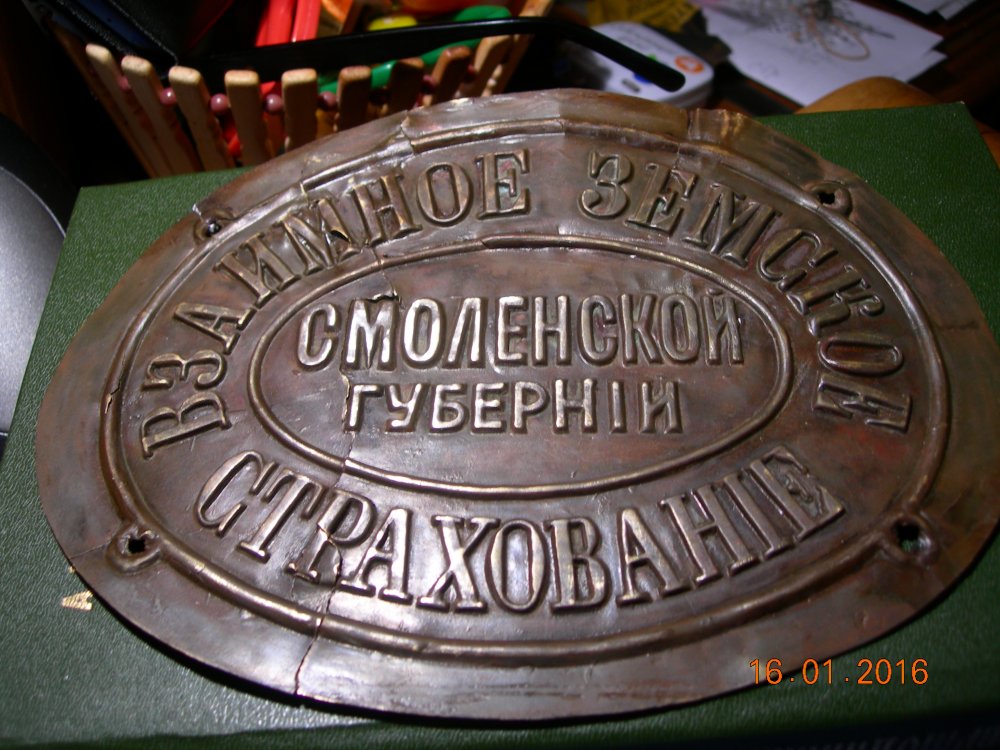 ВЗАИМНОЕ ЗЕМСКОЕ
СМОЛЕНСКОЙ
ГУБЕРНІИ
СТРАХОВАНІЕ
16.01.2016